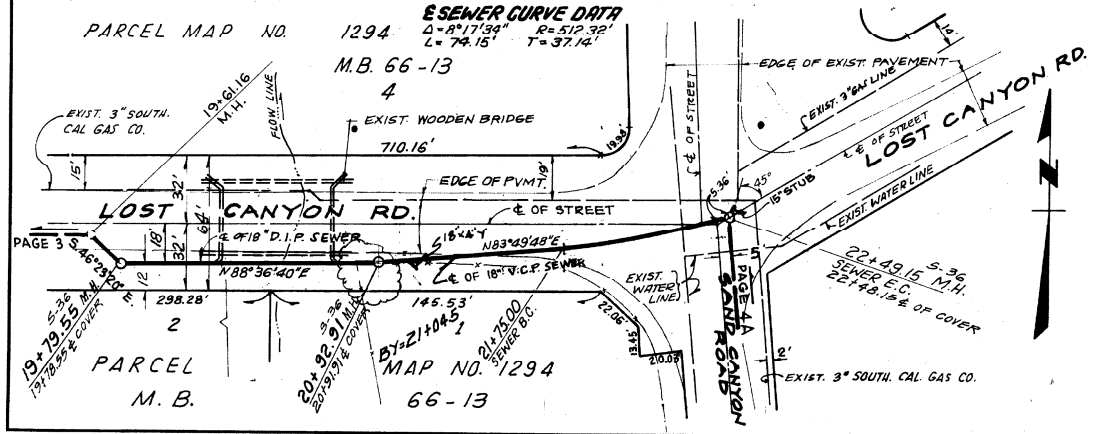 ℄ SEWER CURVE DATA
Δ=8°17'34" R=512.32'
L=74.15' T=37.14'
PARCEL MAP NO. 1294
M.B. 66-13
4
19+61.16
M.H.
FLOW LINE
EXIST. 3" SOUTH.
CAL GAS CO.
EXIST. WOODEN BRIDGE
710.16'
19.98'
EDGE OF EXIST. PAVEMENT
EXIST. 3" GAS LINE
10'
℄ OF STREET
℄ OF STREET
LOST CANYON RD.
15'
32'
64'
19'
EDGE OF PVMT.
LOST CANYON RD.
℄ OF STREET
5.36'
45°
15" STUB
EXIST. WATER LINE
PAGE 3
S 46°23'20" E
18'
32'
℄ OF 18" D.I.P. SEWER
18"x4" Y
N83°49'48"E
12
N88°36'40"E
℄ OF 18" V.C.P. SEWER
EXIST.
WATER
LINE
5
PAGE 4A
SAND CANYON
ROAD
S.36
22+49.15 M.H.
SEWER E.C.
22+48.15 ℄ OF COVER
298.28'
145.53'
22.06'
13.45'
210.03'
2'
S.36
19+79.55 M.H.
19+78.55 ℄ COVER
2
S.36
20+92.91 M.H.
20+91.91 ℄ COVER
BY=21+04.5
1
21+75.00
SEWER B.C.
PARCEL MAP NO. 1294
M.B. 66-13
EXIST. 3" SOUTH. CAL GAS CO.
N